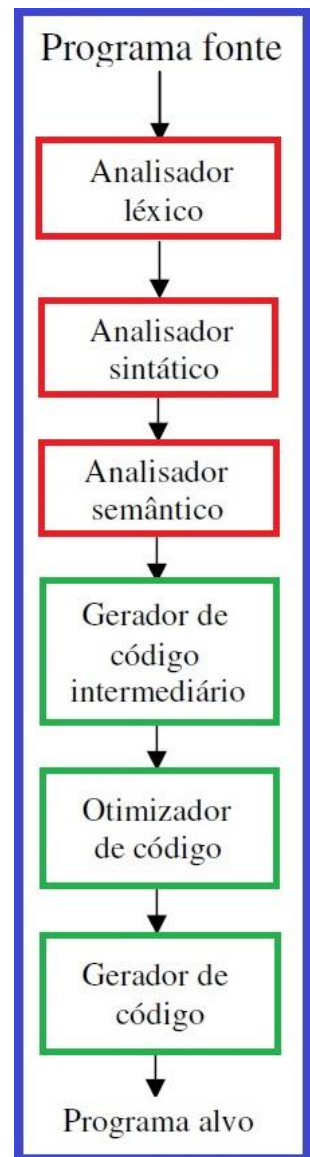 Programa fonte
Analisador
léxico
Analisador
sintático
Analisador
semântico
Gerador de
código
intermediário
Otimizador
de código
Gerador de
código
Programa alvo